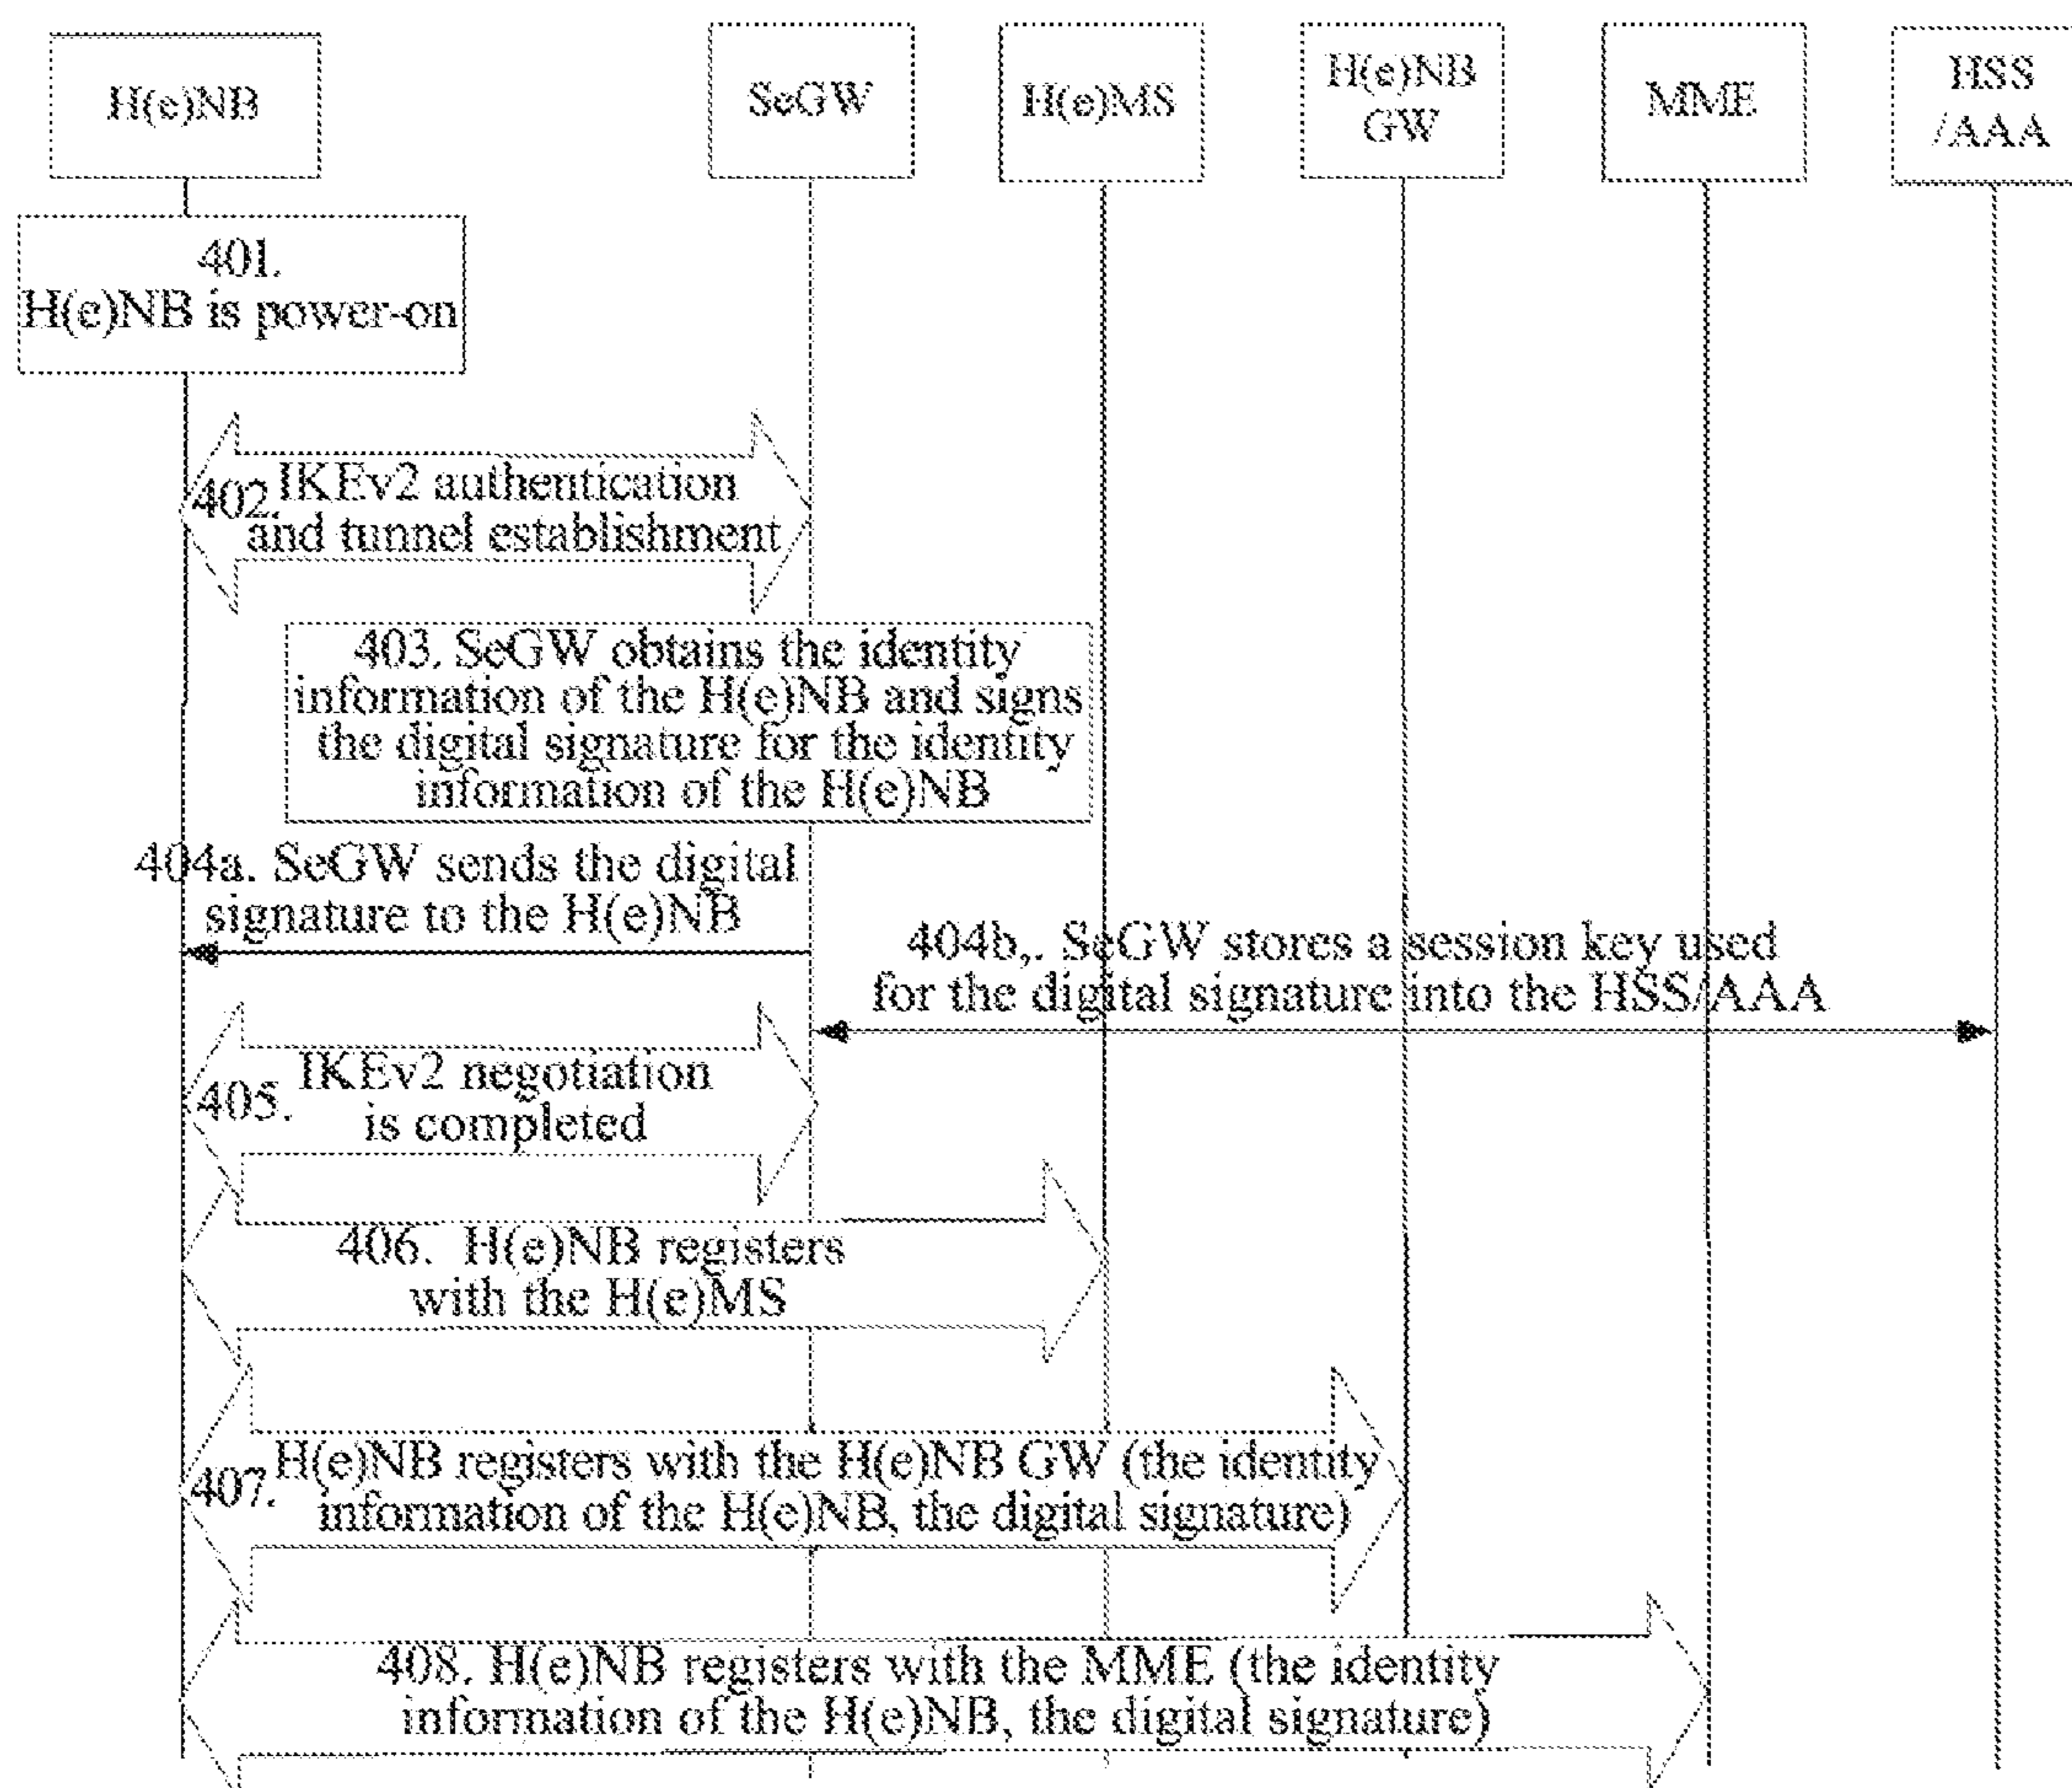 H(e)NB
SeGW
H(e)MS
H(e)NB
GW
MME
HSS
/AAA
401.
H(e)NB is power-on
402. IKEv2 authentication
and tunnel establishment
403. SeGW obtains the identity
information of the H(e)NB and signs
the digital signature for the identity
information of the H(e)NB
404a. SeGW sends the digital
signature to the H(e)NB
404b,. SeGW stores a session key used
for the digital signature into the HSS/AAA
405. IKEv2 negotiation
is completed
406. H(e)NB registers
with the H(e)MS
407. H(e)NB registers with the H(e)NB GW (the identity
information of the H(e)NB, the digital signature)
408. H(e)NB registers with the MME (the identity
information of the H(e)NB, the digital signature)